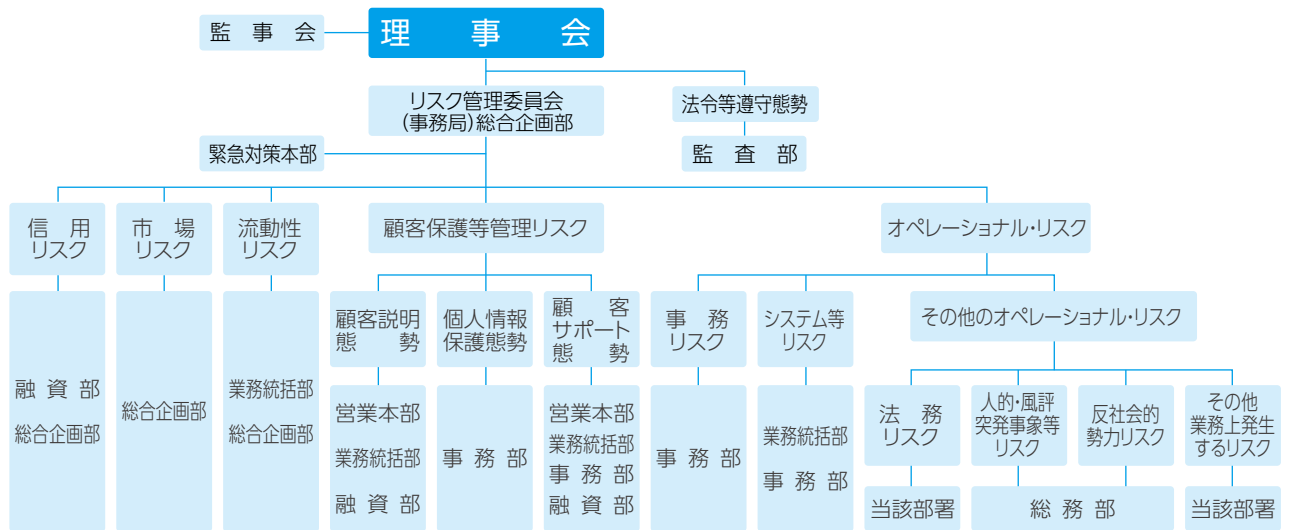 監事会
理事会
リスク管理委員会
(事務局)総合企画部
法令等遵守態勢
緊急対策本部
監査部
信用
リスク
市場
リスク
流動性
リスク
顧客保護等管理リスク
オペレーショナル・リスク
顧客説明
態勢
個人情報
保護態勢
顧客
サポート
態勢
事務
リスク
システム等
リスク
その他のオペレーショナル・リスク
融資部
総合企画部
総合企画部
業務統括部
総合企画部
営業本部
業務統括部
融資部
事務部
営業本部
業務統括部
事務部
融資部
事務部
業務統括部
事務部
法務
リスク
人的・風評
突発事象等
リスク
反社会的
勢力リスク
その他
業務上発生
するリスク
当該部署
総務部
当該部署